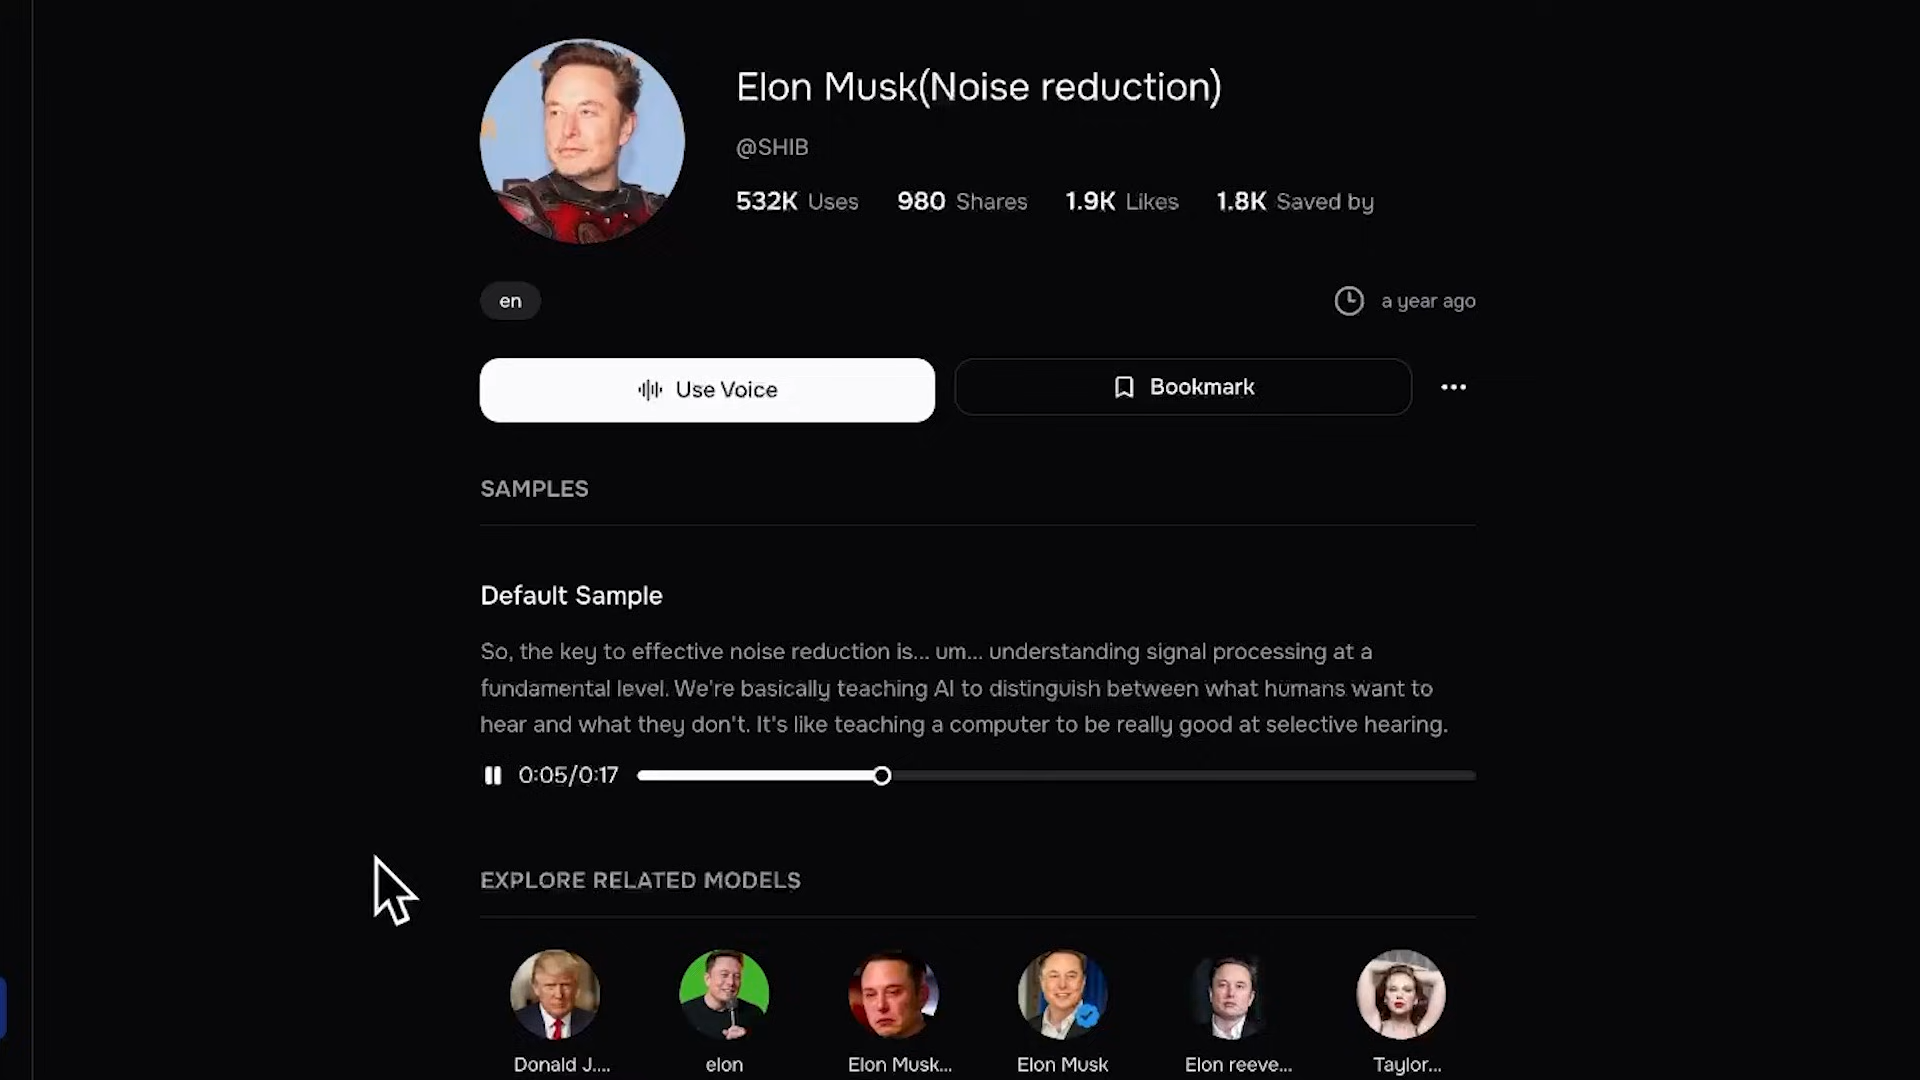 Elon Musk(Noise reduction)
@SHIB
532K Uses 980 Shares 1.9K Likes 1.8K Saved by
en
a year ago
Use Voice
Bookmark
SAMPLES
Default Sample
So, the key to effective noise reduction is... um... understanding signal processing at a
fundamental level. We're basically teaching AI to distinguish between what humans want to
hear and what they don't. It's like teaching a computer to be really good at selective hearing.
0:05/0:17
EXPLORE RELATED MODELS
Donald J.... elon Elon Musk... Elon Musk Elon reeve... Taylor...